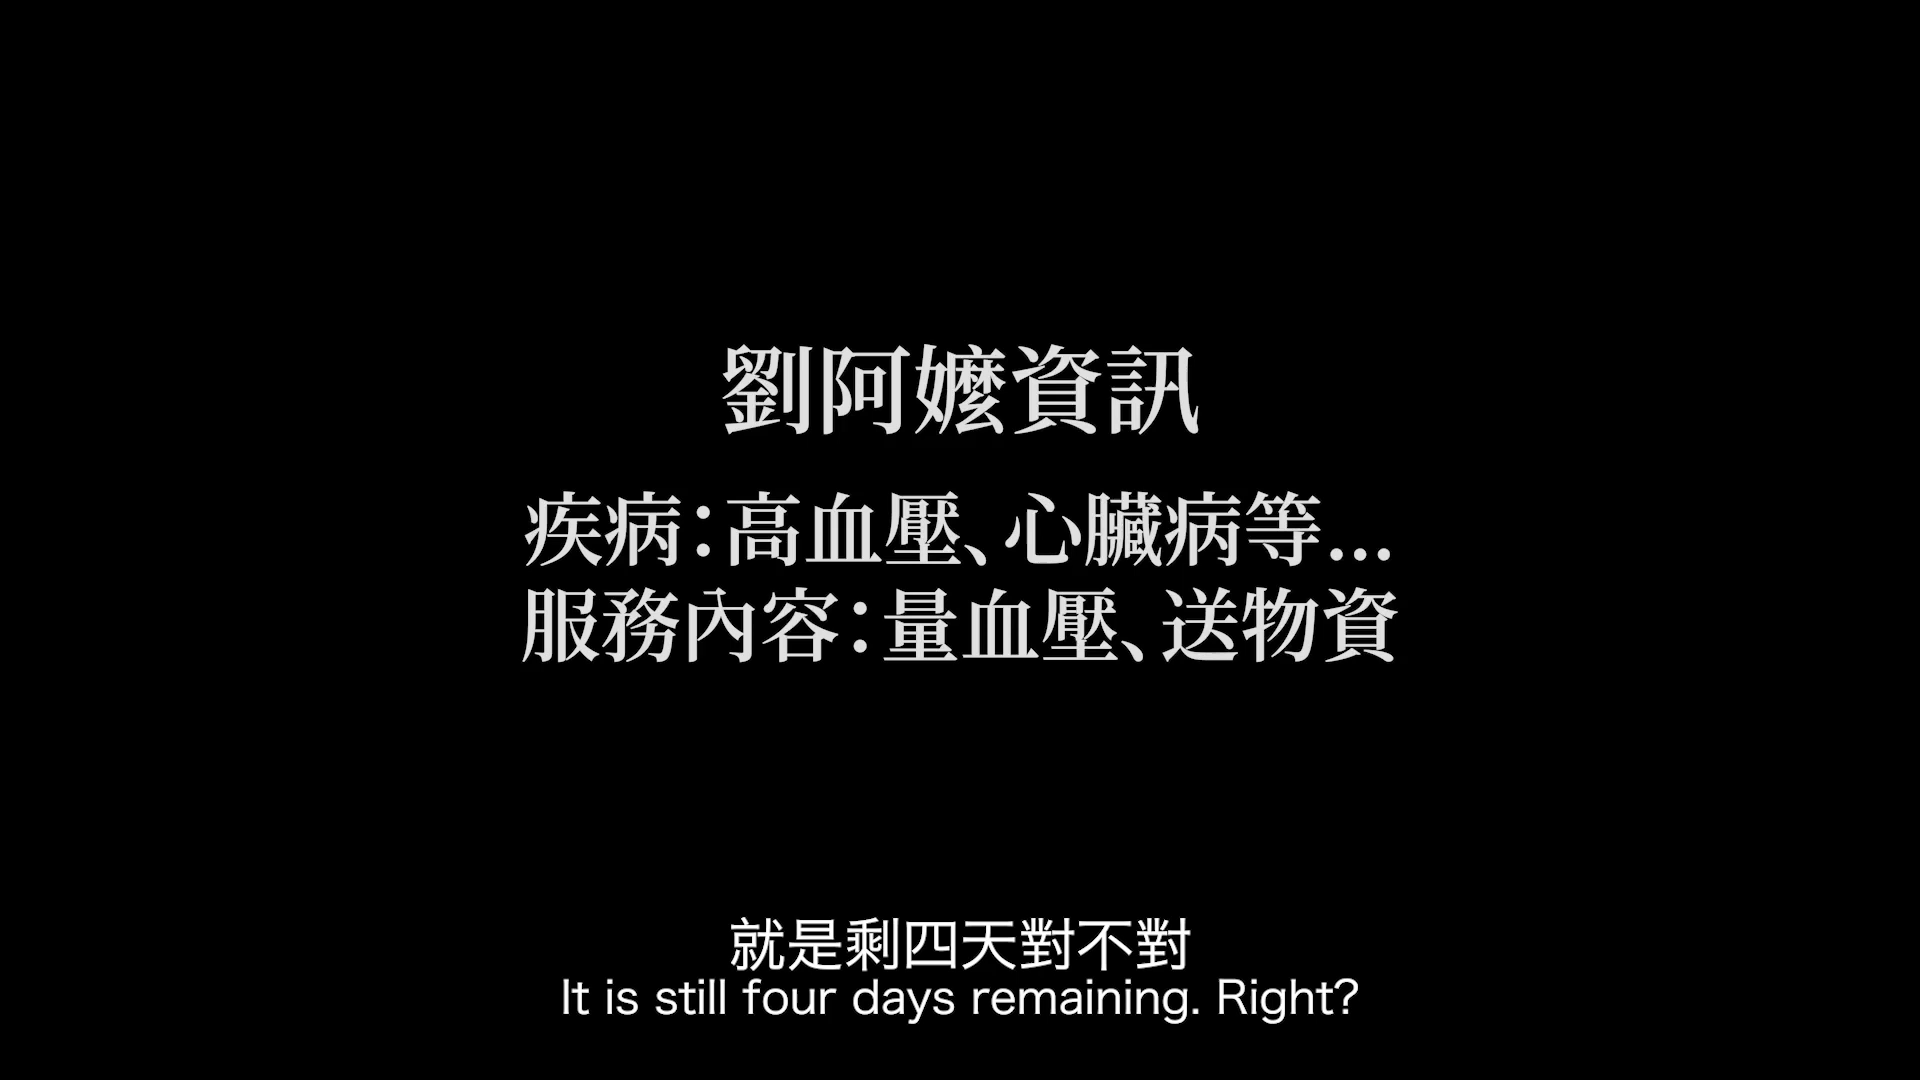 劉阿嬤資訊
疾病：高血壓、心臟病等...
服務內容：量血壓、送物資
就是剩四天對不對
It is still four days remaining. Right?